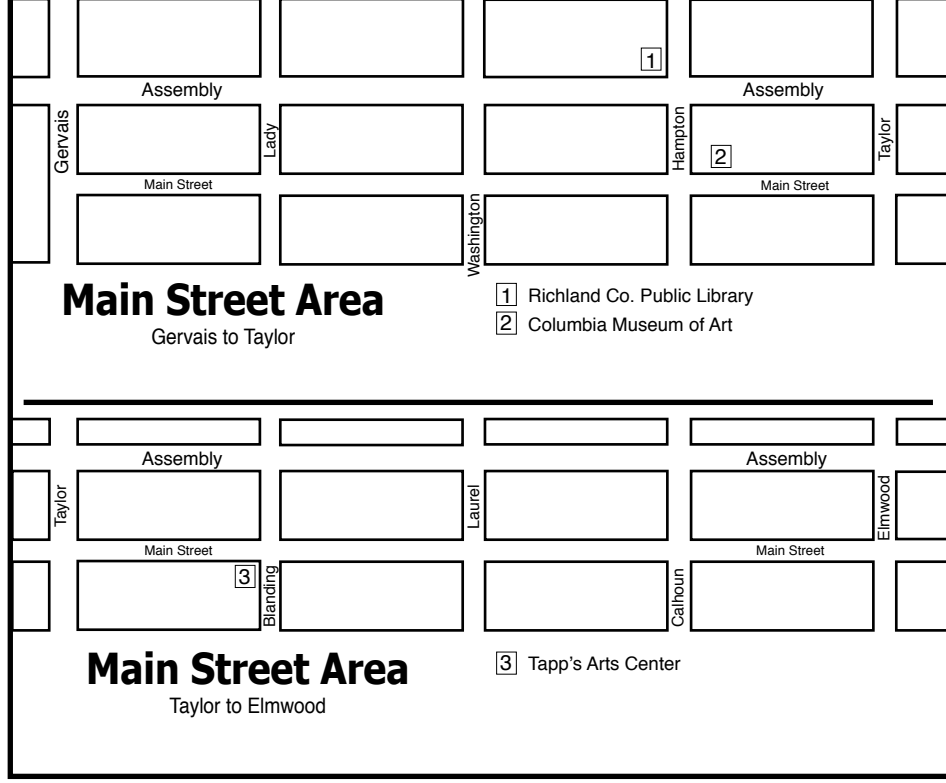 1
Assembly
Assembly
Gervais
Lady
Hampton
2
Taylor
Main Street
Main Street
Washington
Main Street Area
Gervais to Taylor
1 Richland Co. Public Library
2 Columbia Museum of Art
Assembly
Assembly
Taylor
Laurel
Elmwood
Main Street
Main Street
3
Blanding
Calhoun
Main Street Area
Taylor to Elmwood
3 Tapp's Arts Center